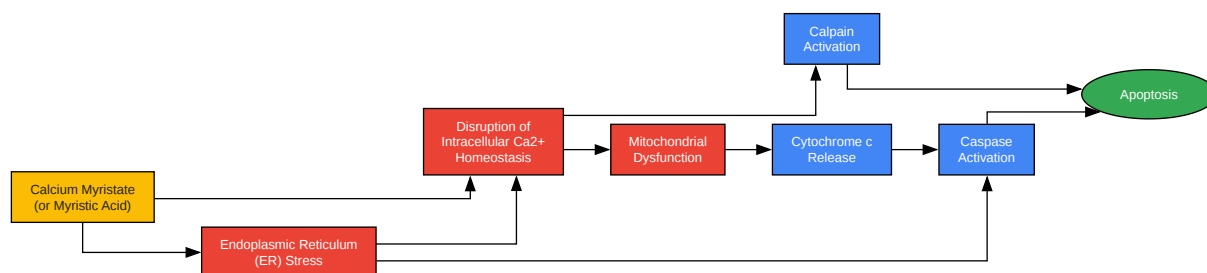 Calpain
Activation
Apoptosis
Disruption of
Intracellular Ca2+
Homeostasis
Mitochondrial
Dysfunction
Cytochrome c
Release
Caspase
Activation
Calcium Myristate
(or Myristic Acid)
Endoplasmic Reticulum
(ER) Stress